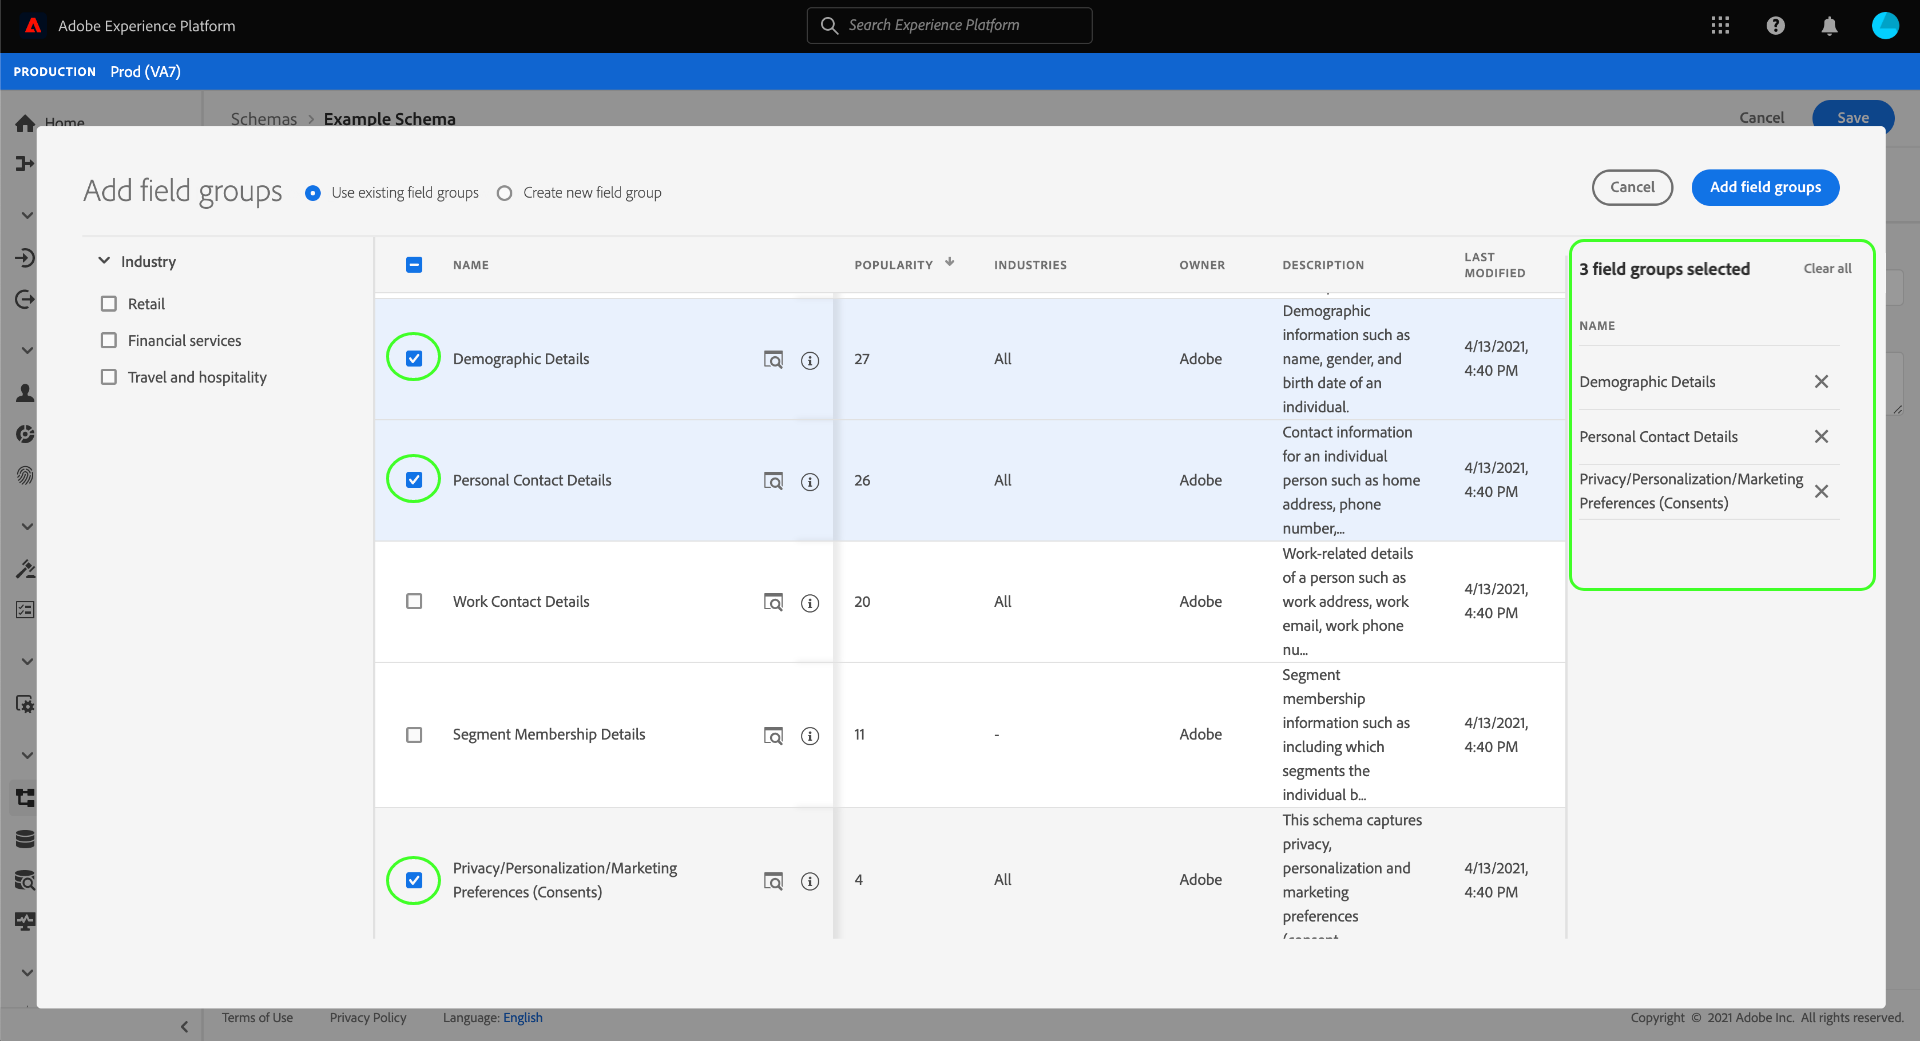 Adobe Experience Platform
Search Experience Platform
PRODUCTION Prod (VA7)
Home
Schemas > Example Schema
Cancel
Save
Add field groups
Use existing field groups
Create new field group
Cancel
Add field groups
Industry
Retail
Financial services
Travel and hospitality
NAME
POPULARITY
INDUSTRIES
OWNER
DESCRIPTION
LAST
MODIFIED
Demographic Details
27
All
Adobe
Demographic
information such as
name, gender, and
birth date of an
individual.
4/13/2021,
4:40 PM
Personal Contact Details
26
All
Adobe
Contact information
for an individual
person such as home
address, phone
number,...
4/13/2021,
4:40 PM
Work Contact Details
20
All
Adobe
Work-related details
of a person such as
work address, work
email, work phone
nu...
4/13/2021,
4:40 PM
Segment Membership Details
11
-
Adobe
Segment
membership
information such as
including which
segments the
individual b...
4/13/2021,
4:40 PM
Privacy/Personalization/Marketing
Preferences (Consents)
4
All
Adobe
This schema captures
privacy,
personalization and
marketing
preferences
4/13/2021,
4:40 PM
3 field groups selected
Clear all
NAME
Demographic Details
Personal Contact Details
Privacy/Personalization/Marketing
Preferences (Consents)
Terms of Use
Privacy Policy
Language: English
Copyright © 2021 Adobe Inc. All rights reserved.